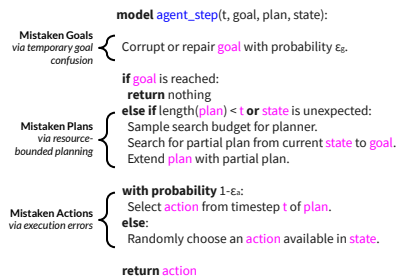 model agent_step(t, goal, plan, state):
Mistaken Goals
via temporary goal
confusion
Corrupt or repair goal with probability εg.
if goal is reached:
return nothing
else if length(plan) < t or state is unexpected:
Mistaken Plans
via resource-
bounded planning
Sample search budget for planner.
Search for partial plan from current state to goal.
Extend plan with partial plan.
with probability 1-εa:
Mistaken Actions
via execution errors
Select action from timestep t of plan.
else:
Randomly choose an action available in state.
return action